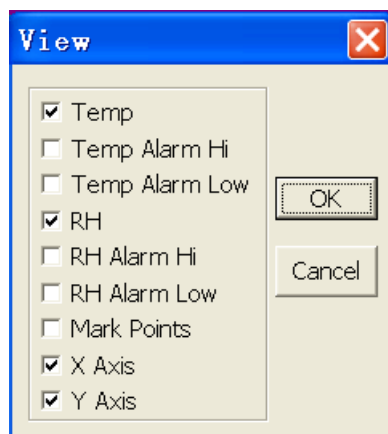 View
Temp
Temp Alarm Hi
Temp Alarm Low
RH
RH Alarm Hi
RH Alarm Low
Mark Points
X Axis
Y Axis
OK
Cancel